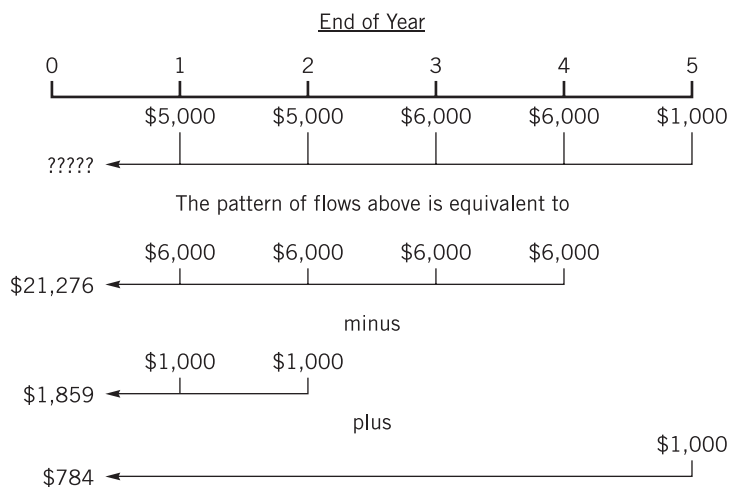 End of Year
0 1 2 3 4 5
$5,000 $5,000 $6,000 $6,000 $1,000
?????
The pattern of flows above is equivalent to
$6,000 $6,000 $6,000 $6,000
$21,276
minus
$1,000 $1,000
$1,859
plus
$1,000
$784